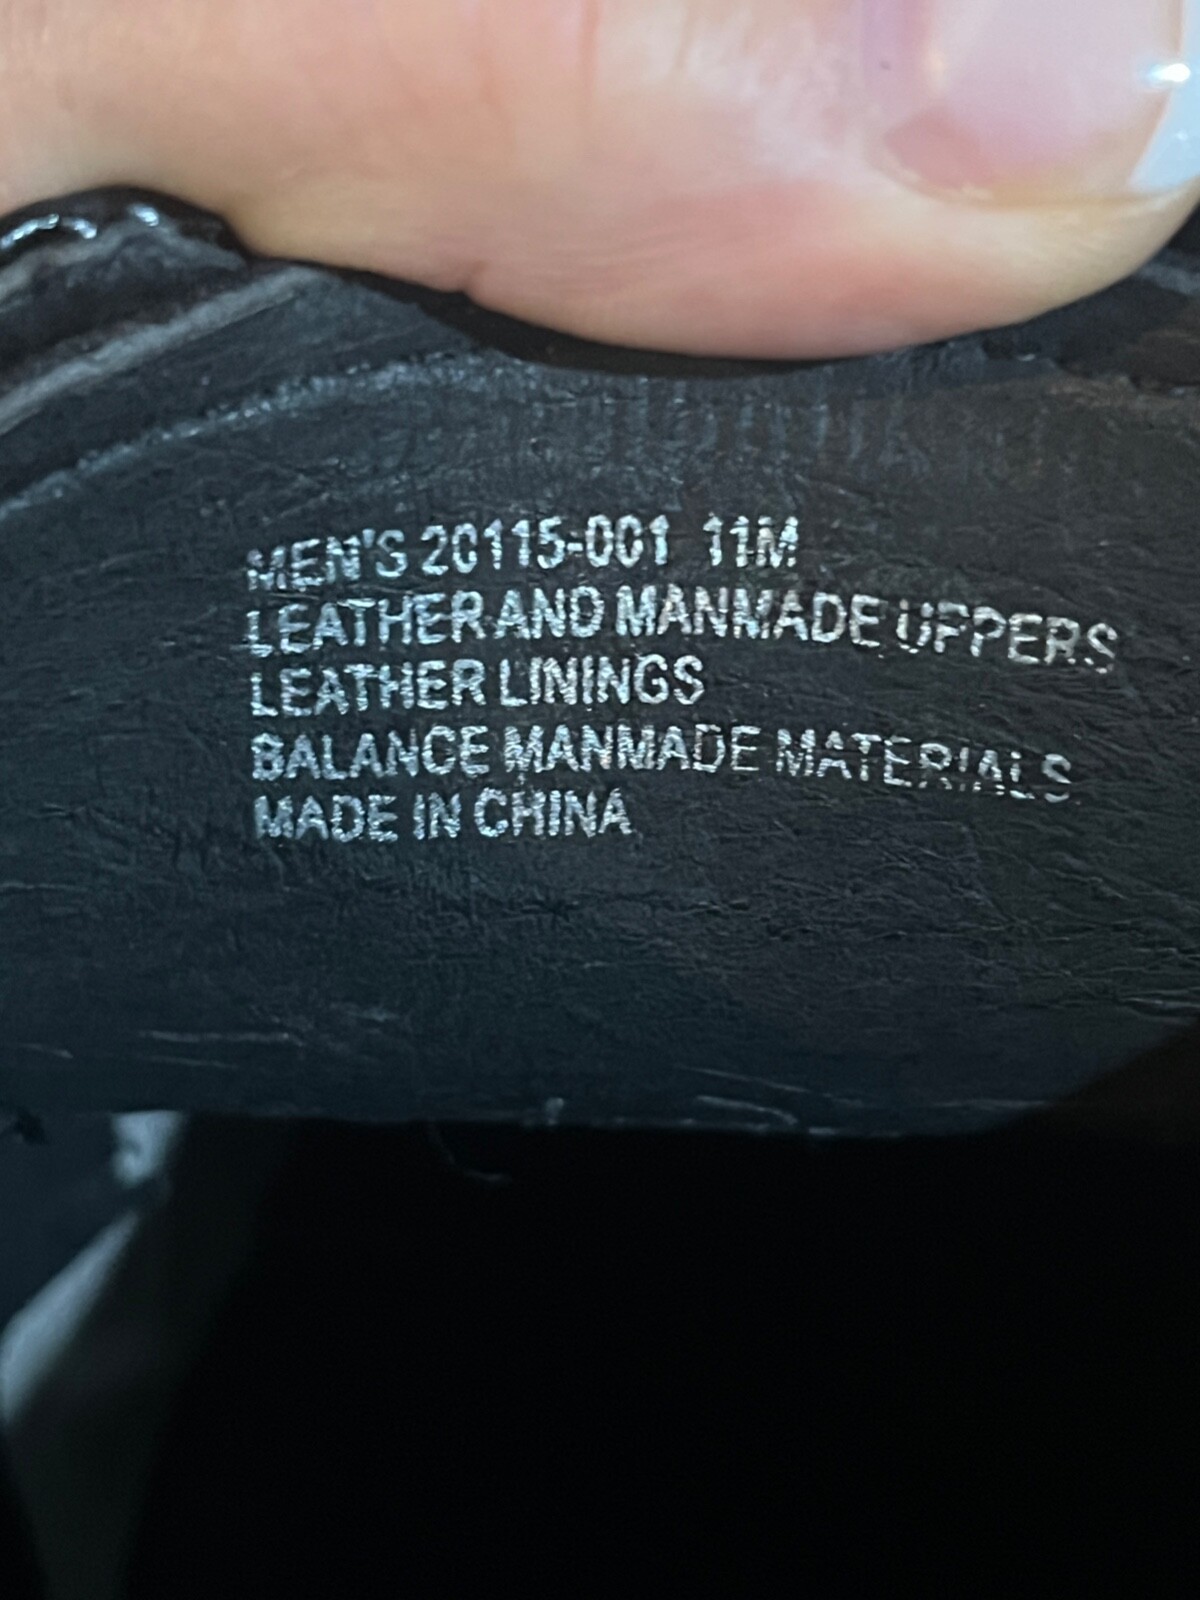 MEN'S 20115-001 11M
LEATHER AND MANMADE UPPERS
LEATHER LININGS
BALANCE MANMADE MATERIALS
MADE IN CHINA